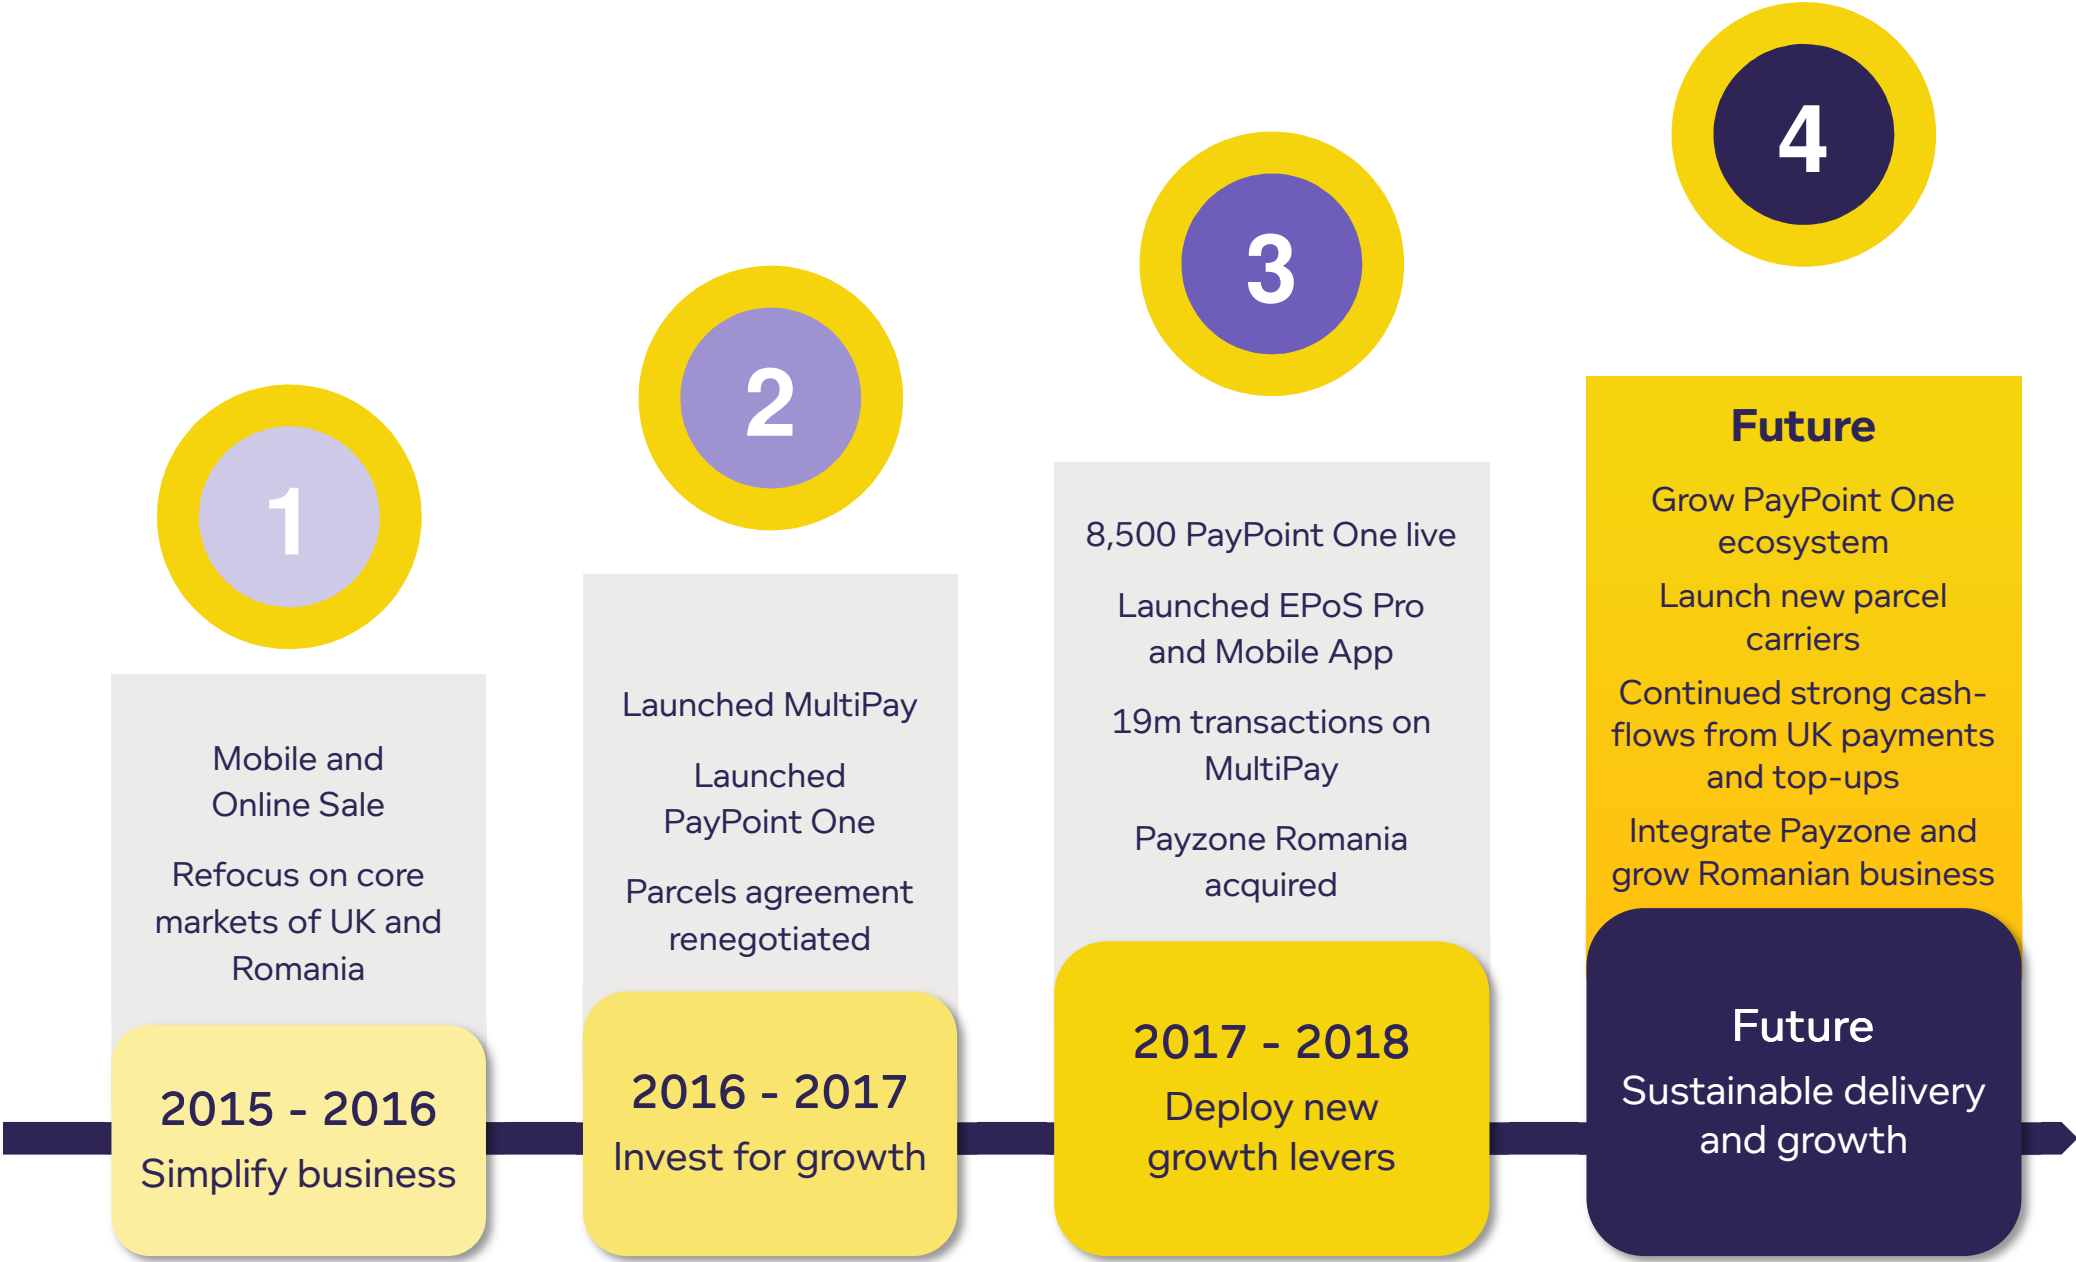 1
Mobile and
Online Sale
Refocus on core
markets of UK and
Romania
2015 - 2016
Simplify business
2
Launched MultiPay
Launched
PayPoint One
Parcels agreement
renegotiated
2016 - 2017
Invest for growth
3
8,500 PayPoint One live
Launched EPoS Pro
and Mobile App
19m transactions on
MultiPay
Payzone Romania
acquired
2017 - 2018
Deploy new
growth levers
4
Future
Grow PayPoint One
ecosystem
Launch new parcel
carriers
Continued strong cash-
flows from UK payments
and top-ups
Integrate Payzone and
grow Romanian business
Future
Sustainable delivery
and growth